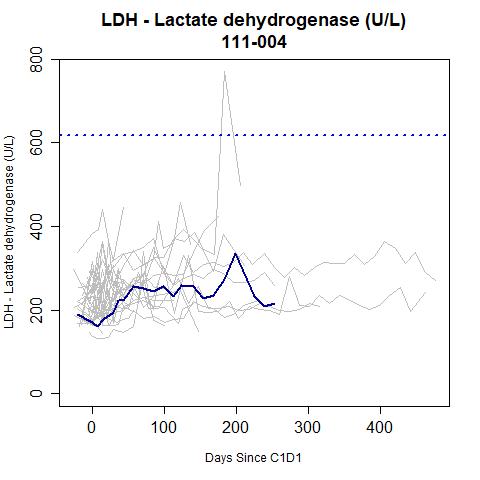 LDH - Lactate dehydrogenase (U/L)
111-004
LDH - Lactate dehydrogenase (U/L)
800
600
400
200
0
0 100 200 300 400
Days Since C1D1